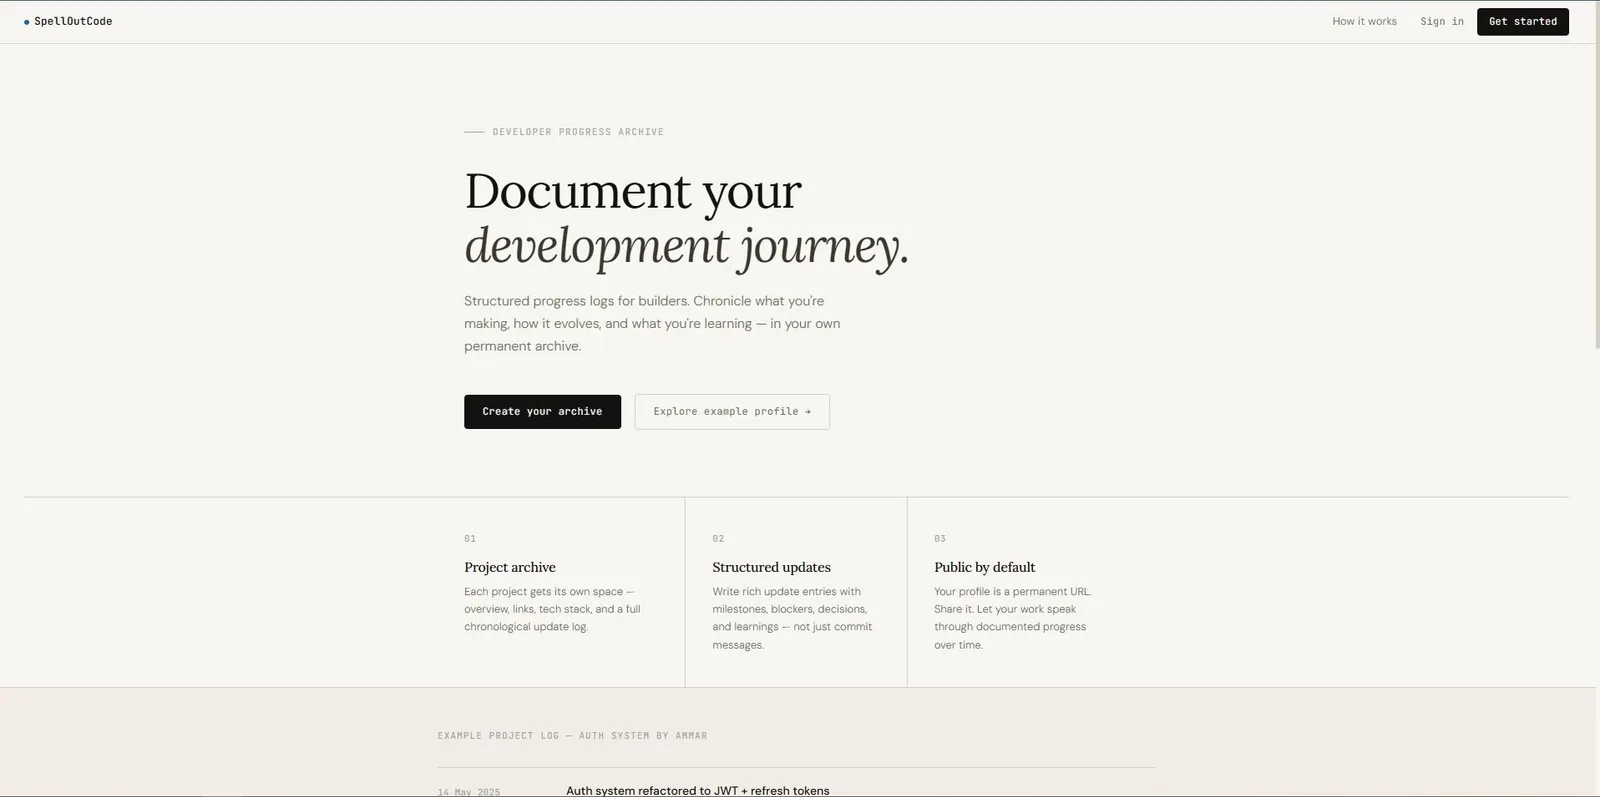 SpellOutCode
How it works
Sign in
Get started
DEVELOPER PROGRESS ARCHIVE
Document your
development journey.
Structured progress logs for builders. Chronicle what you're
making, how it evolves, and what you're learning — in your own
permanent archive.
Create your archive
Explore example profile →
01
Project archive
Each project gets its own space —
overview, links, tech stack, and a full
chronological update log.
02
Structured updates
Write rich update entries with
milestones, blockers, decisions,
and learnings — not just commit
messages.
03
Public by default
Your profile is a permanent URL.
Share it. Let your work speak
through documented progress
over time.
EXAMPLE PROJECT LOG — AUTH SYSTEM BY AMMAR
14 May 2025
Auth system refactored to JWT + refresh tokens